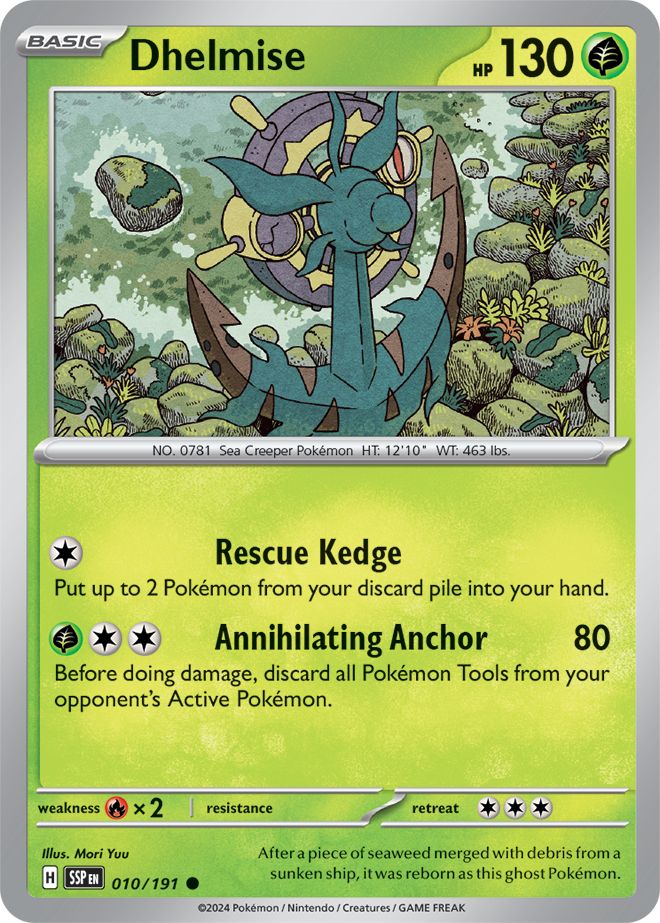 BASIC
Dhelmise
HP 130
NO. 0781 Sea Creeper Pokémon HT: 12'10" WT: 463 lbs.
Rescue Kedge
Put up to 2 Pokémon from your discard pile into your hand.
Annihilating Anchor 80
Before doing damage, discard all Pokémon Tools from your
opponent's Active Pokémon.
weakness ×2 resistance retreat
Illus. Mori Yuu
After a piece of seaweed merged with debris from a
sunken ship, it was reborn as this ghost Pokémon.
H SSP EN 010/191
©2024 Pokémon / Nintendo / Creatures / GAME FREAK